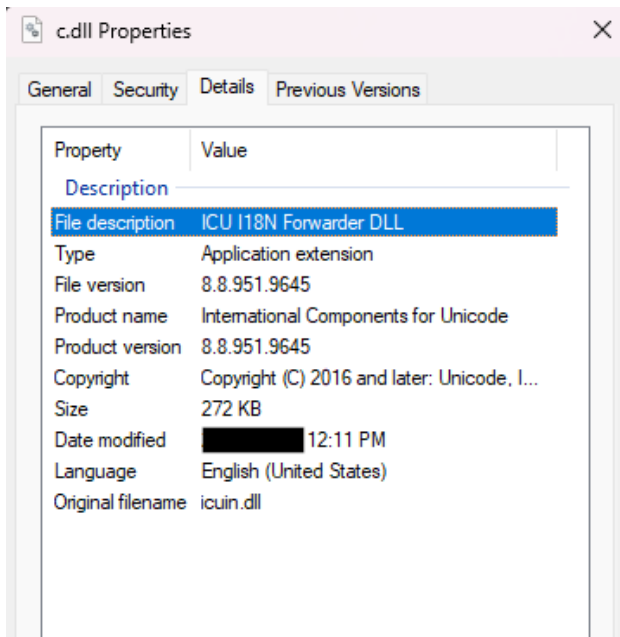 c.dll Properties
General Security Details Previous Versions
Property Value
Description
File description ICU I18N Forwarder DLL
Type Application extension
File version 8.8.951.9645
Product name International Components for Unicode
Product version 8.8.951.9645
Copyright Copyright (C) 2016 and later: Unicode, I...
Size 272 KB
Date modified 12:11 PM
Language English (United States)
Original filename icuin.dll